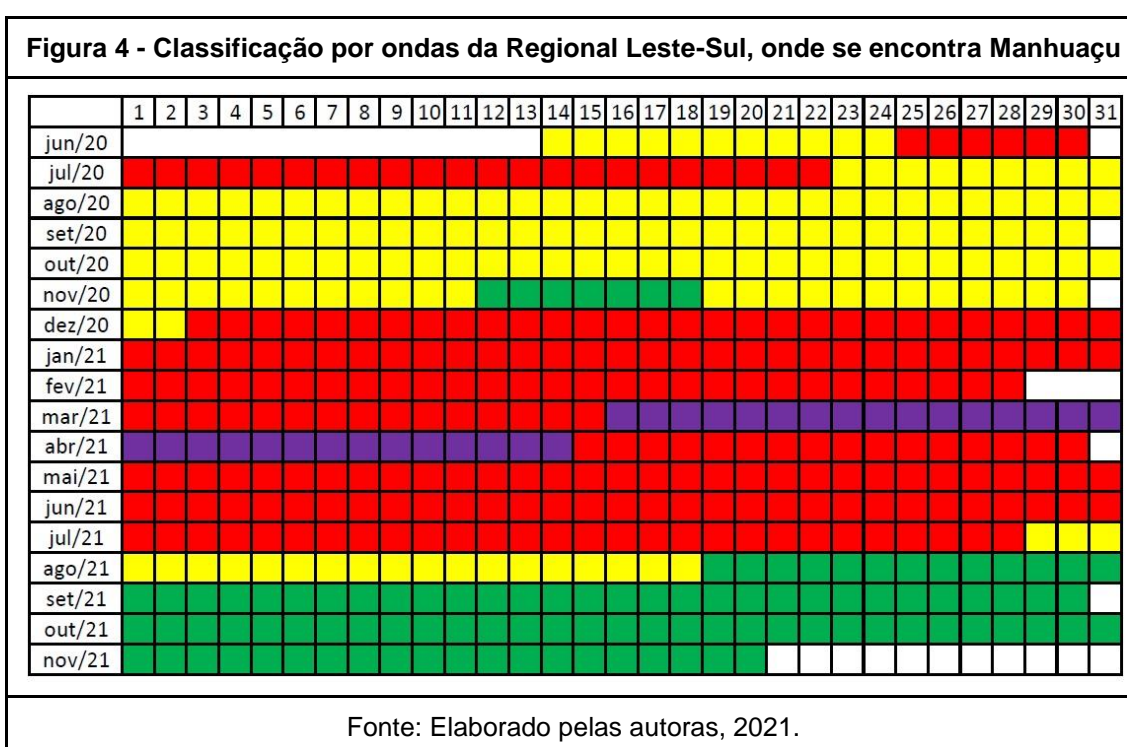 Figura 4 - Classificação por ondas da Regional Leste-Sul, onde se encontra Manhuaçu
1 2 3 4 5 6 7 8 9 10 11 12 13 14 15 16 17 18 19 20 21 22 23 24 25 26 27 28 29 30 31
jun/20
jul/20
ago/20
set/20
out/20
nov/20
dez/20
jan/21
fev/21
mar/21
abr/21
mai/21
jun/21
jul/21
ago/21
set/21
out/21
nov/21
Fonte: Elaborado pelas autoras, 2021.